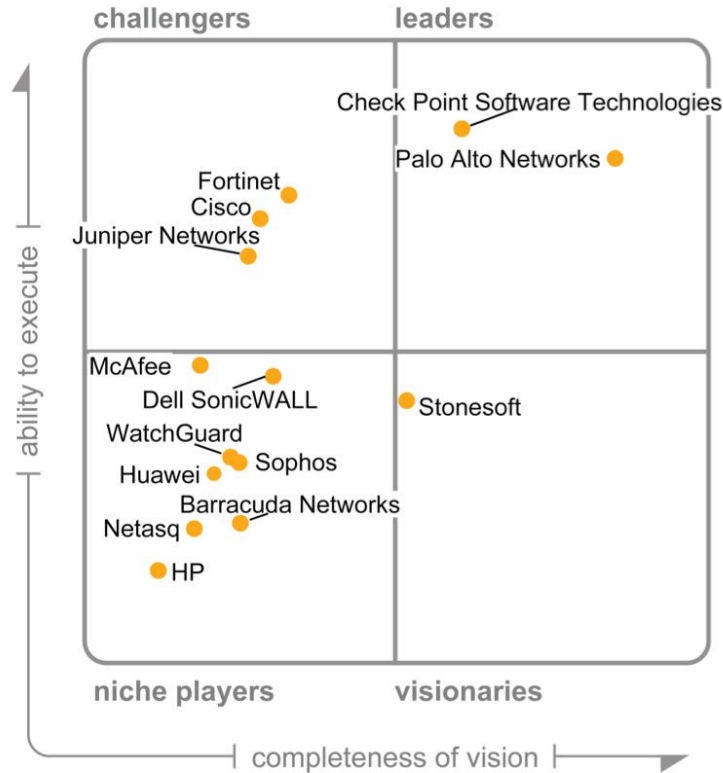 challengers
leaders
Check Point Software Technologies
Palo Alto Networks
Fortinet
Cisco
Juniper Networks
McAfee
Dell SonicWALL
Stonesoft
WatchGuard
Sophos
Huawei
Barracuda Networks
Netasq
HP
niche players
visionaries
ability to execute
completeness of vision